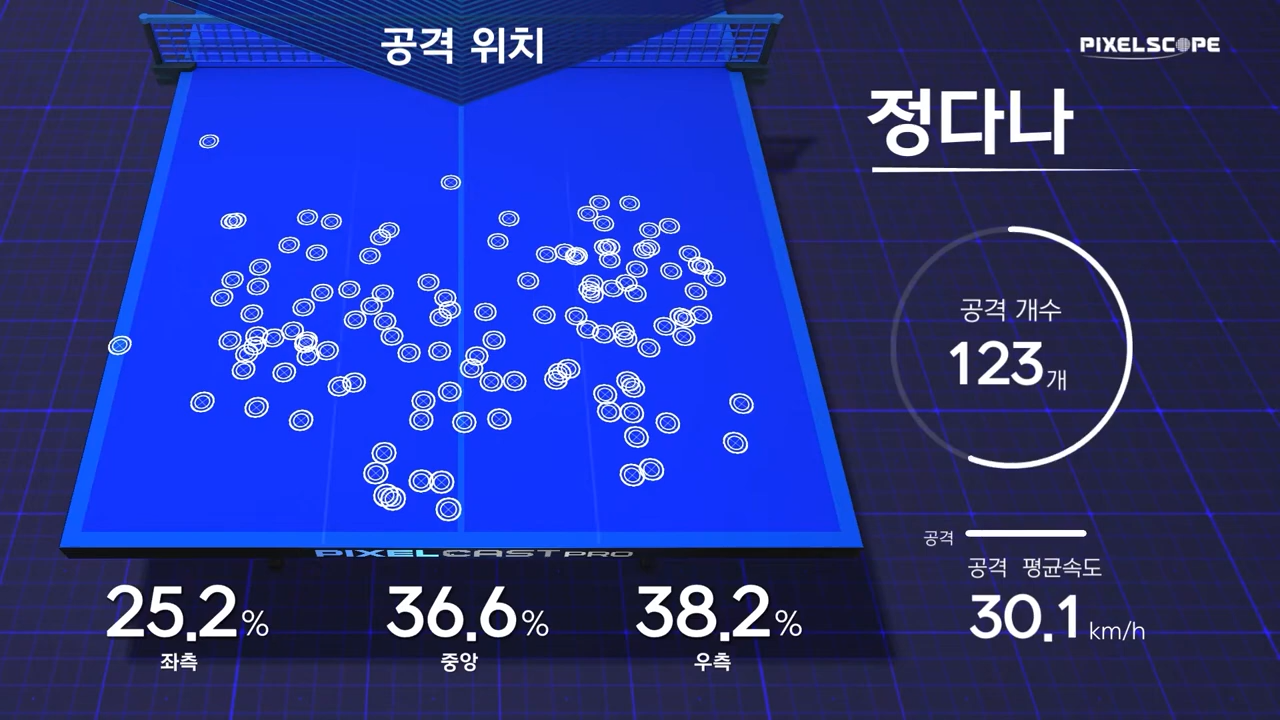 공격 위치
PIXELSCOPE
정다나
공격 개수
123개
공격
공격 평균속도
30.1 km/h
PIXELCASTPRO
25.2% 36.6% 38.2%
좌측 중앙 우측